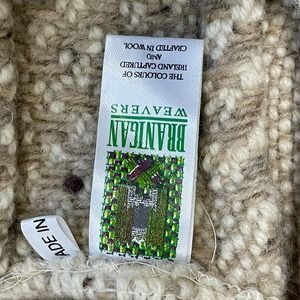 BRANIGAN
WEAVERS
THE COLOURS OF
IRELAND CAPTURED
AND
CRAFTED IN WOOL
ADE IN